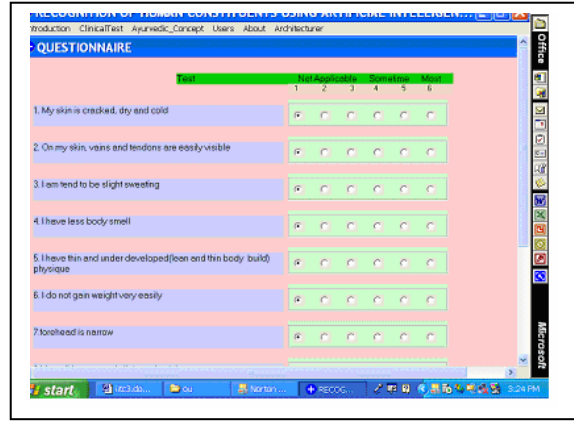 RECOGNITION OF HUMAN CONSTITUENTS USING ARTIFICIAL INTELLIGEN...
ntroduction ClinicalTest Ayurvedic_Concept Users About Architecturer
QUESTIONNAIRE
Test Not Applicable Sometime Most
1 2 3 4 5 6
1. My skin is cracked, dry and cold
2. On my skin, vains and tendons are easily visible
3. I am tend to be slight sweating
4. I have less body smell
5. I have thin and under developed(lean and thin body build)
physique
6. I do not gain weight very easily
7.forehead is narrow
Office
Microsoft
start itc3.do... ou Norton ... RECOG... 3:24 PM